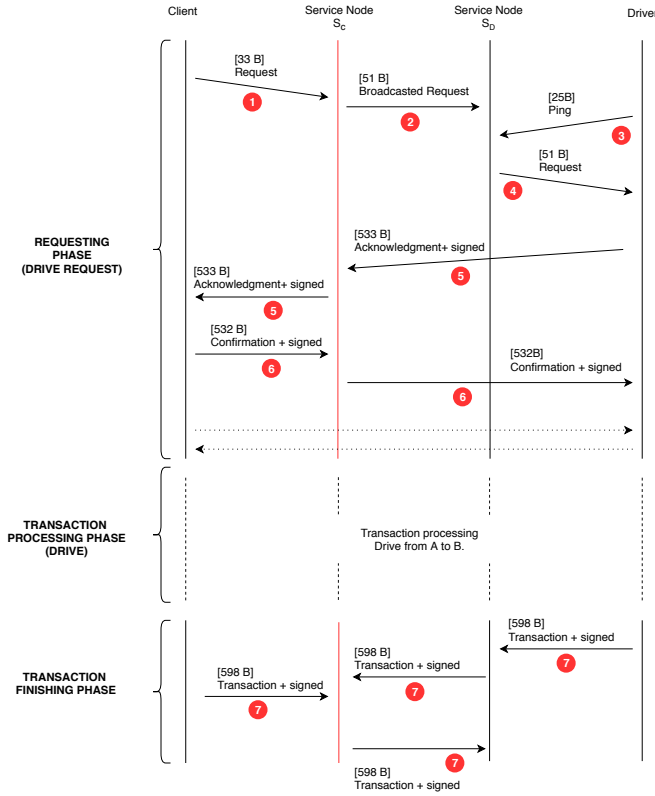 Client
Service Node
S_C
Service Node
S_D
Driver
[33 B]
Request
1
[51 B]
Broadcasted Request
2
[25B]
Ping
3
[51 B]
Request
4
REQUESTING
PHASE
(DRIVE REQUEST)
[533 B]
Acknowledgment+ signed
5
[533 B]
Acknowledgment+ signed
5
[532 B]
Confirmation + signed
6
[532B]
Confirmation + signed
6
TRANSACTION
PROCESSING PHASE
(DRIVE)
Transaction processing
Drive from A to B.
TRANSACTION
FINISHING PHASE
[598 B]
Transaction + signed
7
[598 B]
Transaction + signed
7
[598 B]
Transaction + signed
7
7
[598 B]
Transaction + signed